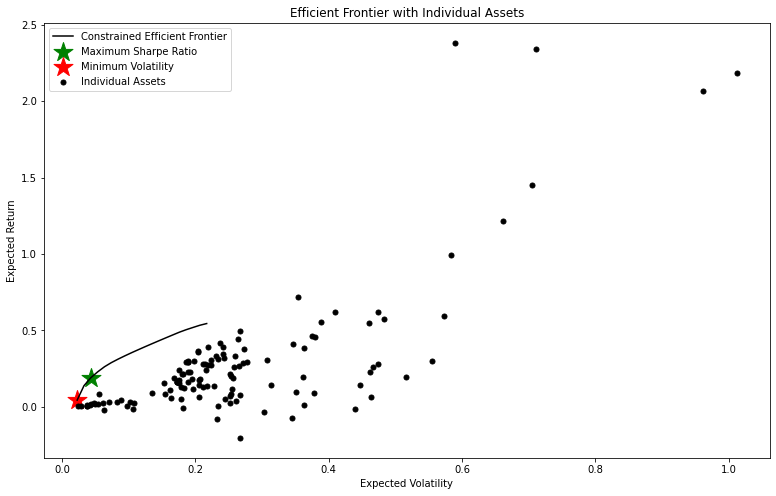 Efficient Frontier with Individual Assets
Constrained Efficient Frontier
Maximum Sharpe Ratio
Minimum Volatility
Individual Assets
Expected Return
2.5
2.0
1.5
1.0
0.5
0.0
0.0 0.2 0.4 0.6 0.8 1.0
Expected Volatility